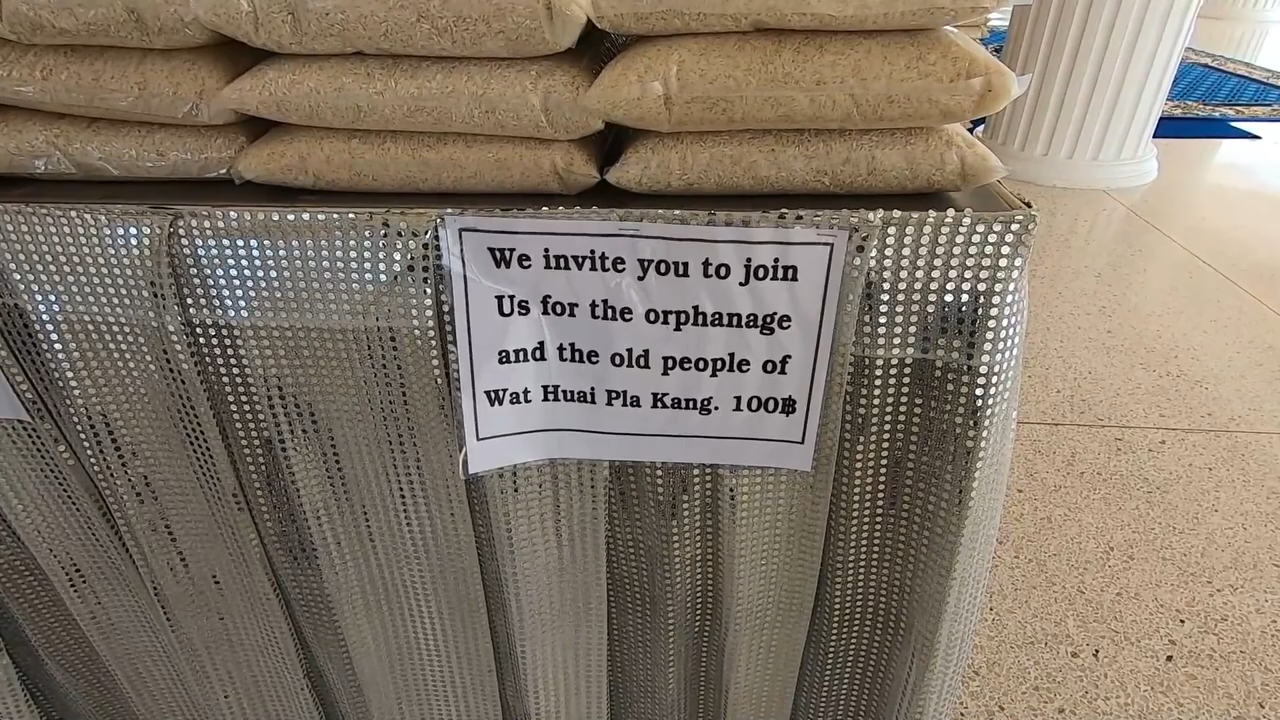 We invite you to join
Us for the orphanage
and the old people of
Wat Huai Pla Kang. 100฿